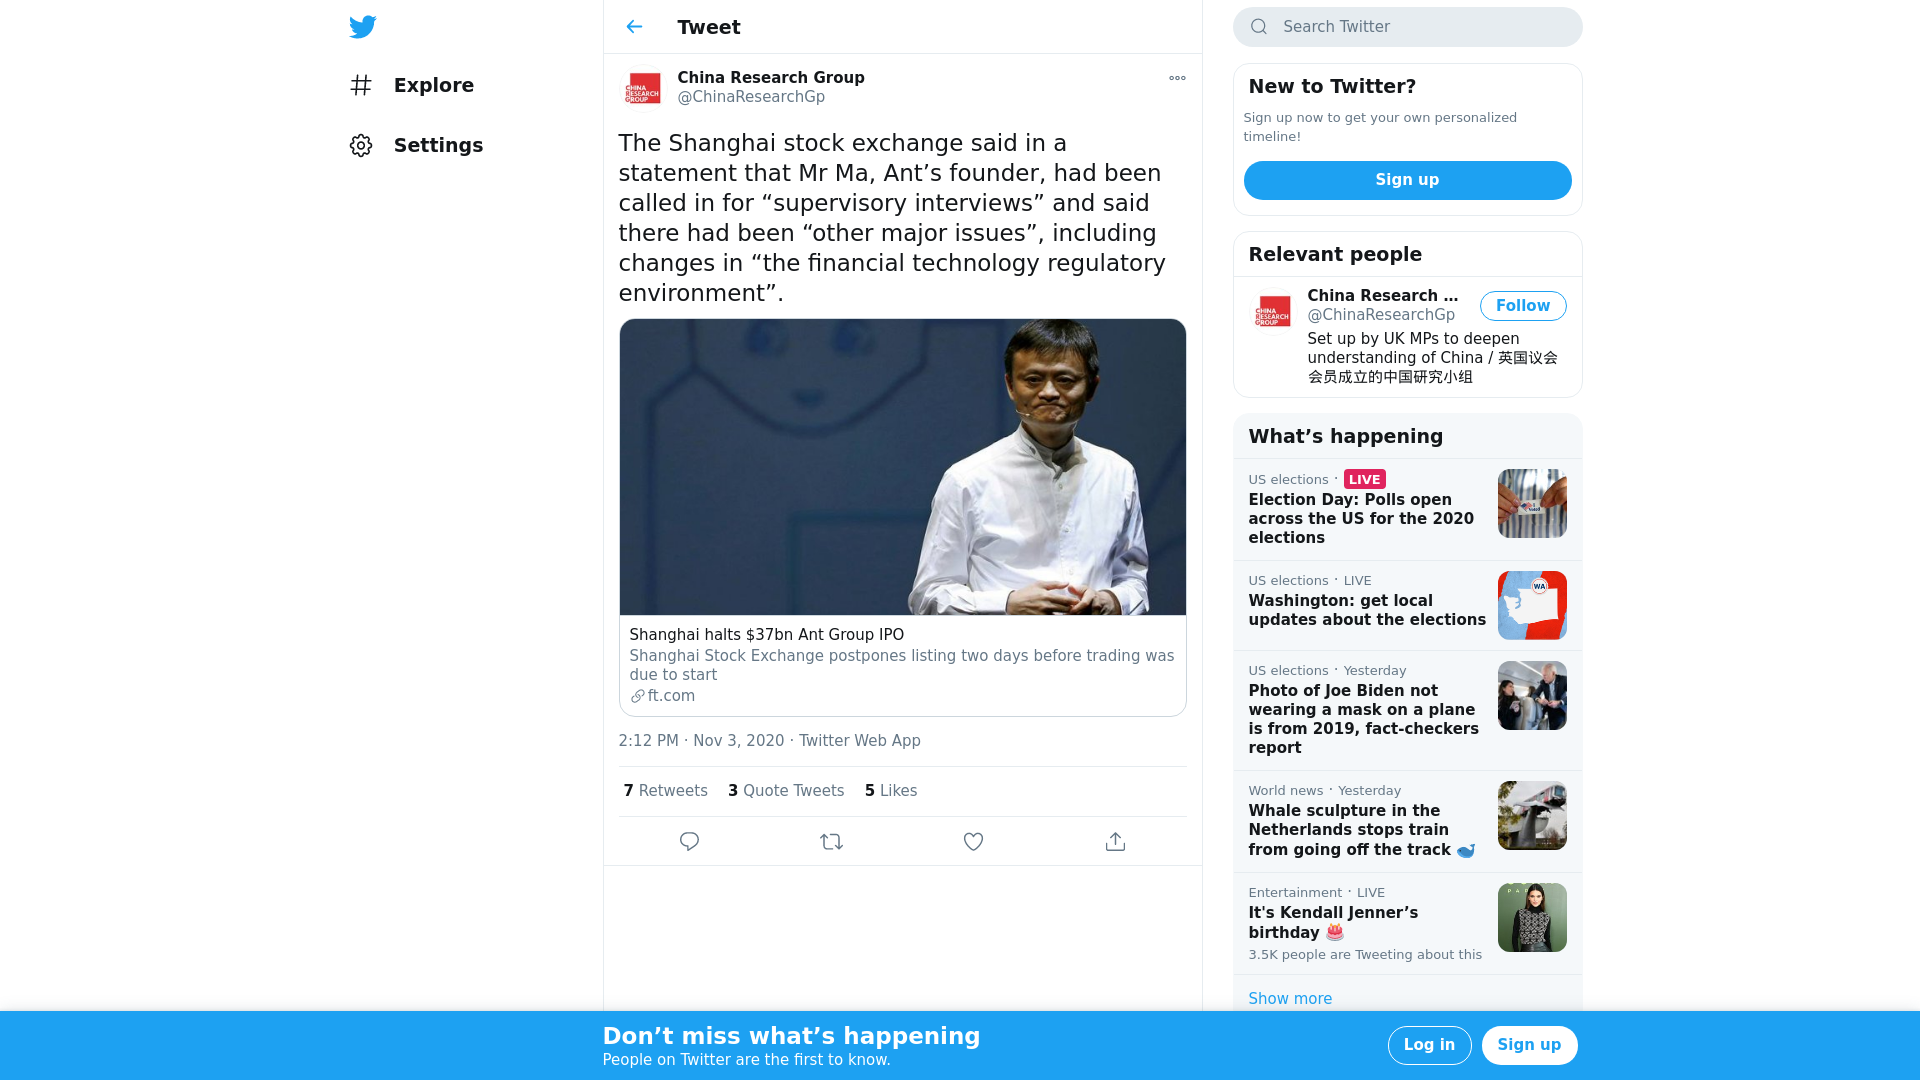 Explore
Settings
Tweet
CHINA
RESEARCH
GROUP
China Research Group
@ChinaResearchGp
The Shanghai stock exchange said in a
statement that Mr Ma, Ant’s founder, had been
called in for “supervisory interviews” and said
there had been “other major issues”, including
changes in “the financial technology regulatory
environment”.
Shanghai halts $37bn Ant Group IPO
Shanghai Stock Exchange postpones listing two days before trading was
due to start
ft.com
2:12 PM · Nov 3, 2020 · Twitter Web App
7 Retweets 3 Quote Tweets 5 Likes
Search Twitter
New to Twitter?
Sign up now to get your own personalized
timeline!
Sign up
Relevant people
CHINA
RESEARCH
GROUP
China Research ...
@ChinaResearchGp
Follow
Set up by UK MPs to deepen
understanding of China / 英国议会
会员成立的中国研究小组
What’s happening
US elections · LIVE
Election Day: Polls open
across the US for the 2020
elections
US elections · LIVE
Washington: get local
updates about the elections
WA
US elections · Yesterday
Photo of Joe Biden not
wearing a mask on a plane
is from 2019, fact-checkers
report
World news · Yesterday
Whale sculpture in the
Netherlands stops train
from going off the track 🐋
Entertainment · LIVE
It's Kendall Jenner’s
birthday 🎂
3.5K people are Tweeting about this
Show more
Don’t miss what’s happening
People on Twitter are the first to know.
Log in
Sign up